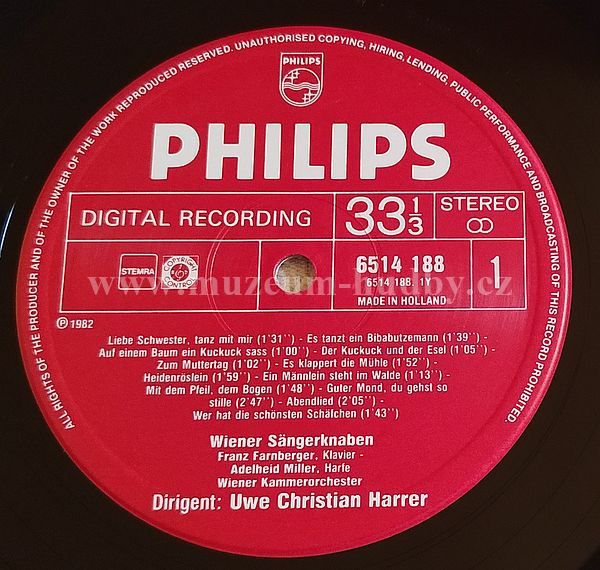 ALL RIGHTS OF THE PRODUCER AND OF THE OWNER OF THE WORK REPRODUCED RESERVED. UNAUTHORISED COPYING, HIRING, LENDING, PUBLIC PERFORMANCE AND BROADCASTING OF THIS RECORD PROHIBITED.
PHILIPS
PHILIPS
DIGITAL RECORDING
33 1/3
STEREO
STEMRA
COPYRIGHT CONTROL
6514 188
6514 188.1Y
MADE IN HOLLAND
1
www.muzeum-hudby.cz
℗ 1982
Liebe Schwester, tanz mit mir (1'31'') - Es tanzt ein Bibabutzemann (1'39'') -
Auf einem Baum ein Kuckuck sass (1'00'') - Der Kuckuck und der Esel (1'05'') -
Zum Muttertag (1'02'') - Es klappert die Mühle (1'52'') -
Heidenröslein (1'59'') - Ein Männlein steht im Walde (1'13'') -
Mit dem Pfeil, dem Bogen (1'48'') - Guter Mond, du gehst so
stille (2'47'') - Abendlied (2'05'') -
Wer hat die schönsten Schäfchen (1'43'')
Wiener Sängerknaben
Franz Farnberger, Klavier -
Adelheid Miller, Harfe
Wiener Kammerorchester
Dirigent: Uwe Christian Harrer